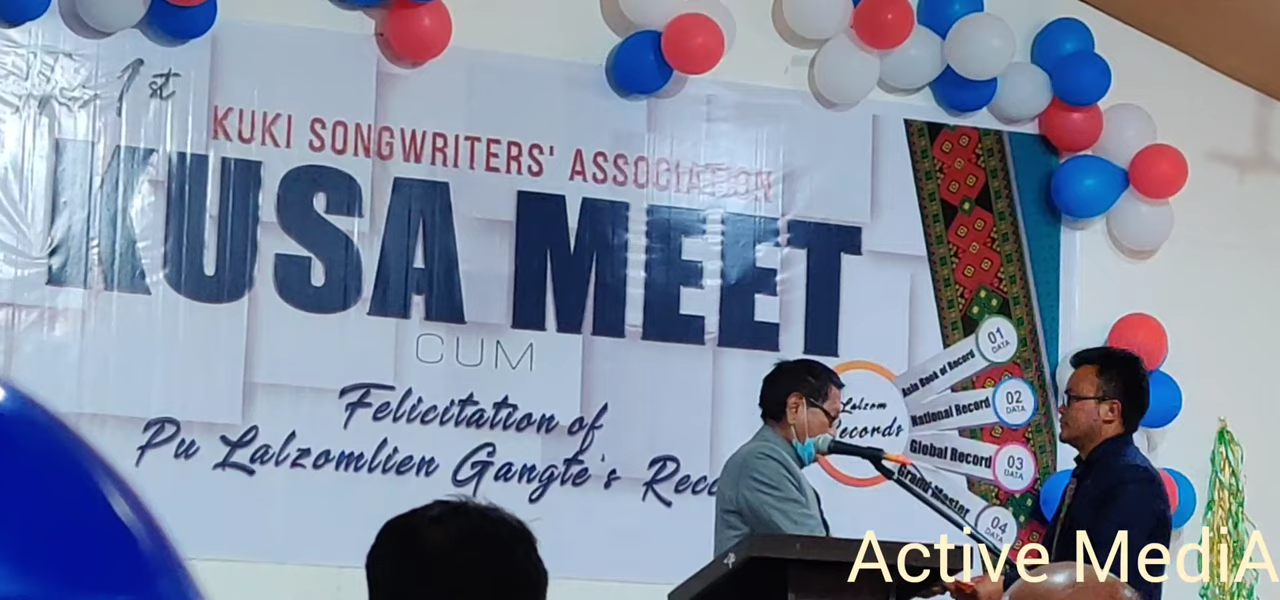 1st
KUKI SONGWRITERS' ASSOCIATION
KUSA MEET
CUM
Felicitation of
Pu Lalzomlien Gangte's
Lalzom
Records
Asia Book of Record
01
DATA
National Record
02
DATA
Global Record
03
DATA
Grand Master
04
DATA
Active MediA